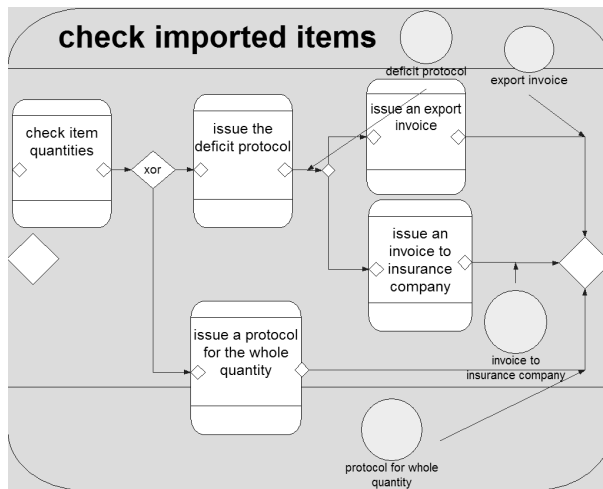 check imported items
deficit protocol
export invoice
check item
quantities
xor
issue the
deficit protocol
issue an export
invoice
issue an
invoice to
insurance
company
issue a protocol
for the whole
quantity
invoice to
insurance company
protocol for whole
quantity